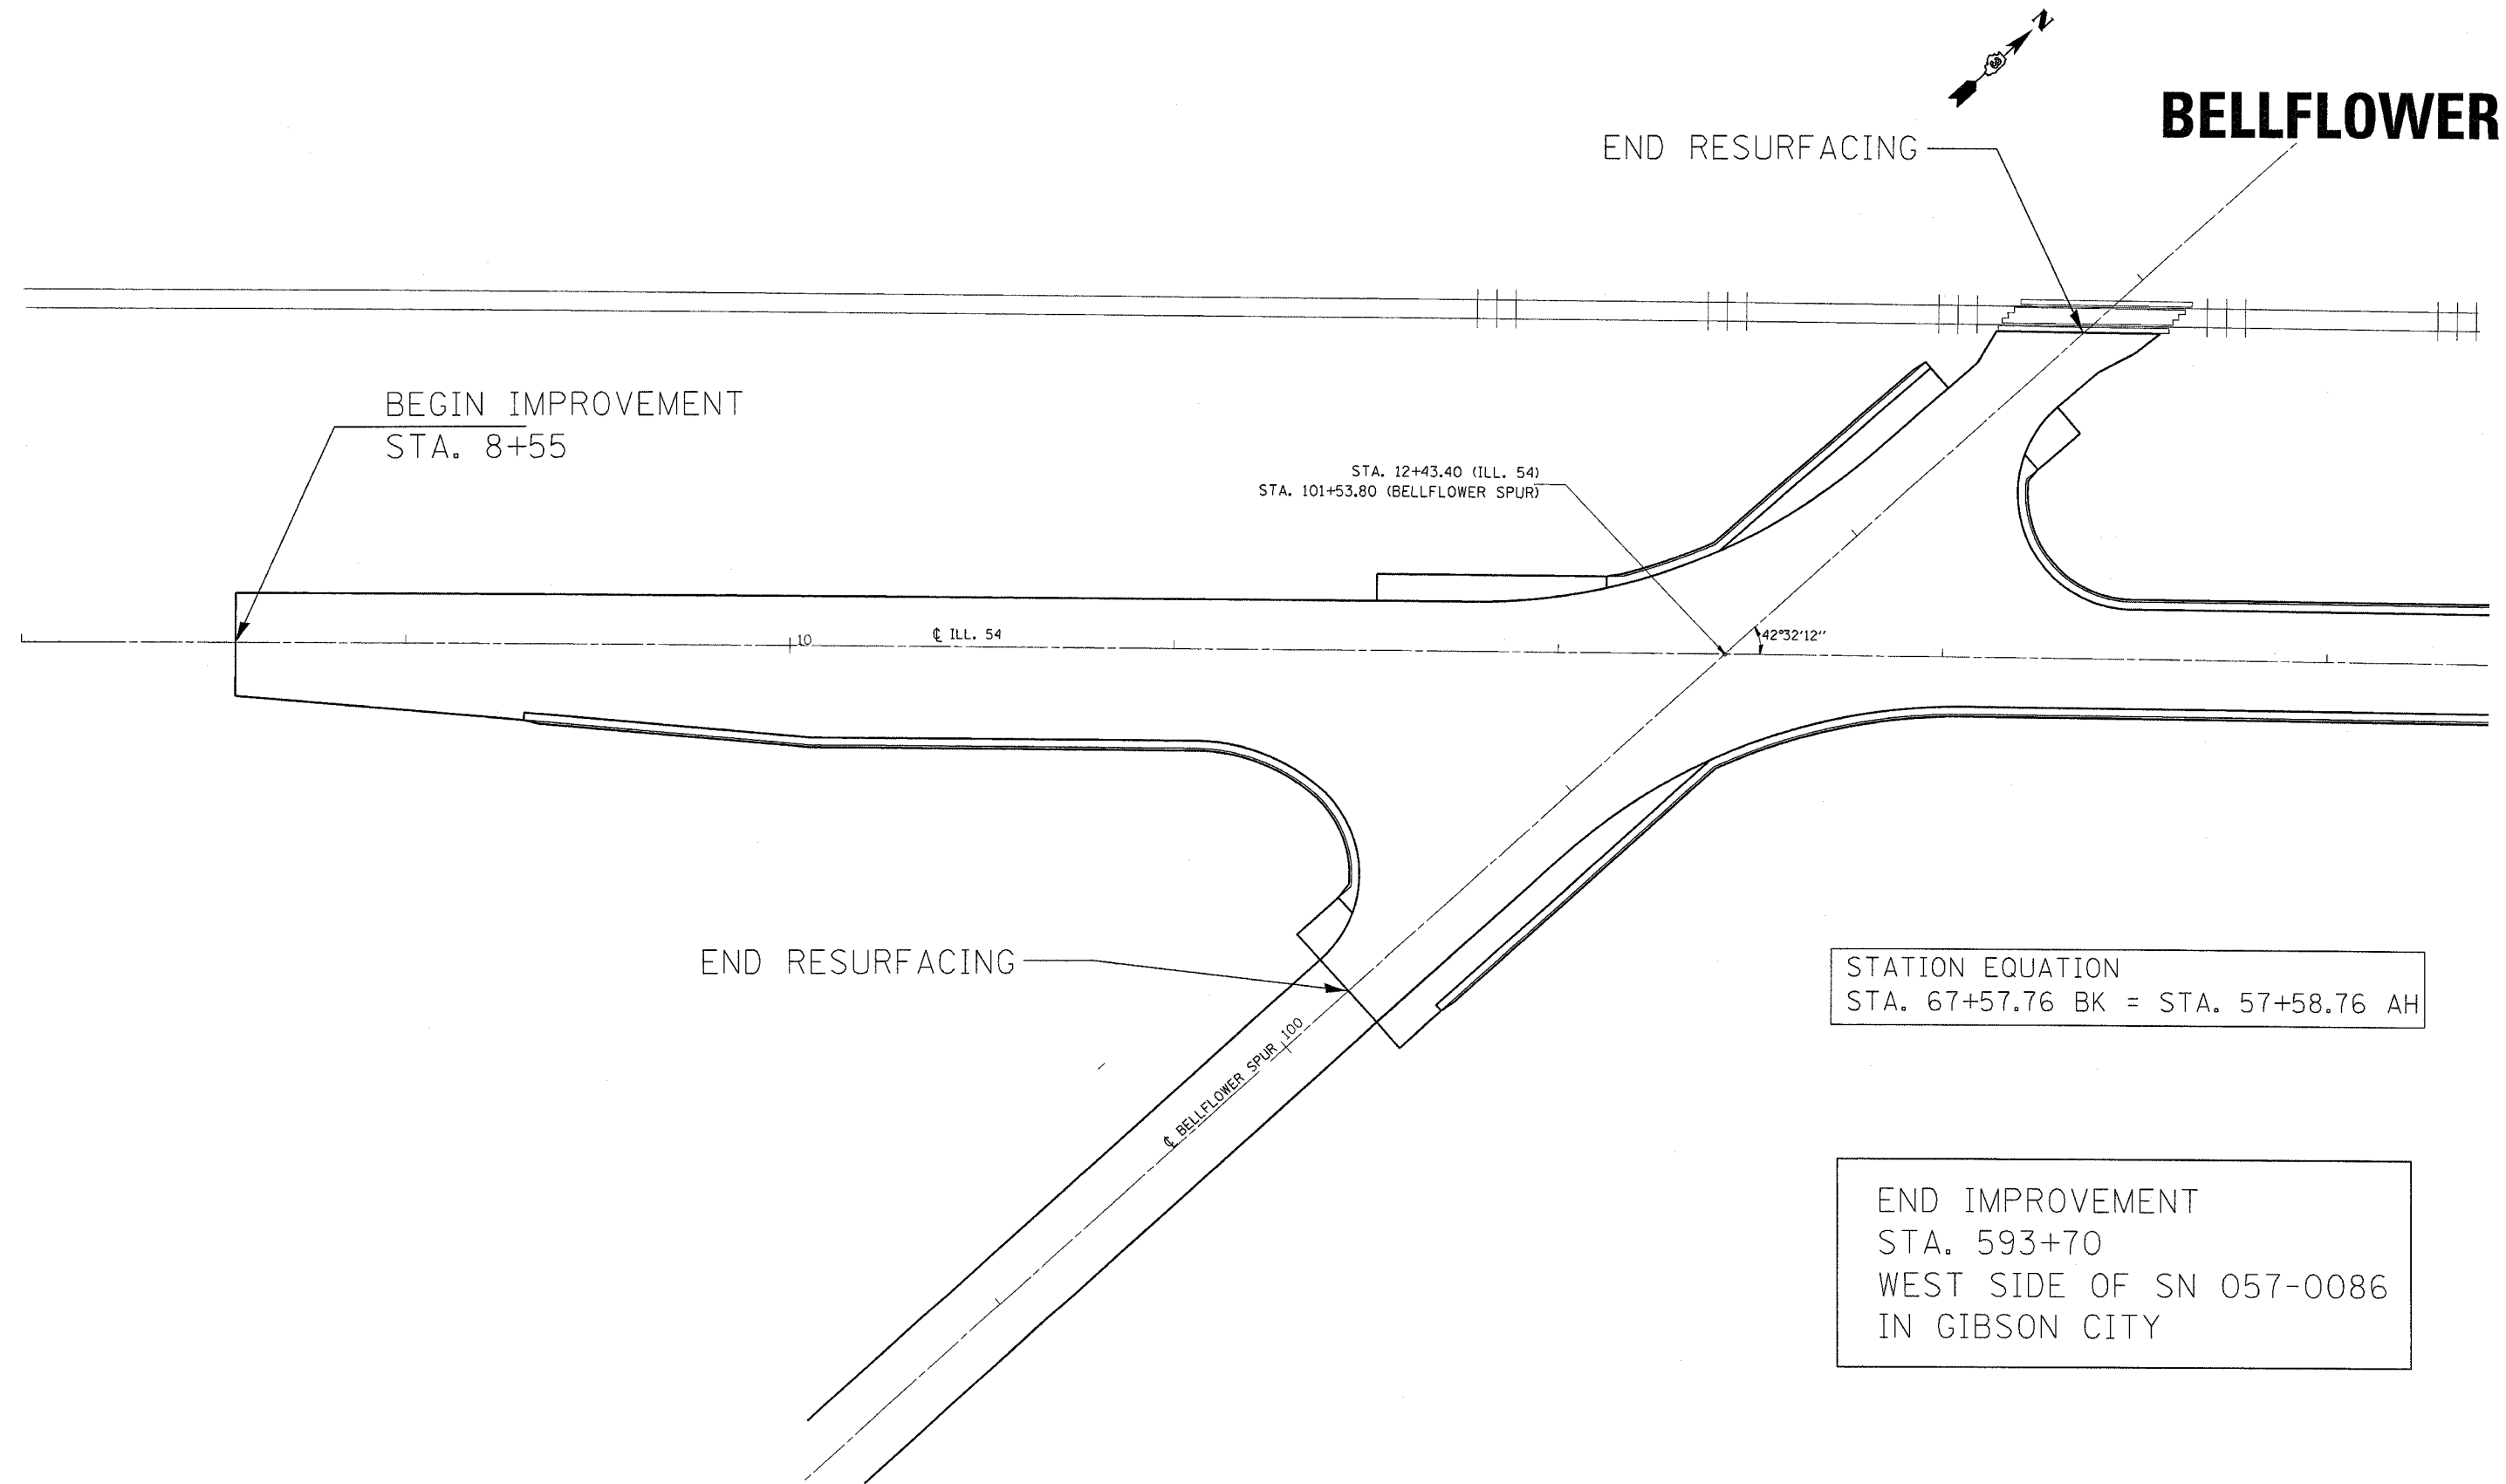 N
BELLFLOWER
END RESURFACING
BEGIN IMPROVEMENT
STA. 8+55
STA. 12+43.40 (ILL. 54)
STA. 101+53.80 (BELLFLOWER SPUR)
10
℄ ILL. 54
42°32'12"
END RESURFACING
STATION EQUATION
STA. 67+57.76 BK = STA. 57+58.76 AH
℄ BELLFLOWER SPUR 100
END IMPROVEMENT
STA. 593+70
WEST SIDE OF SN 057-0086
IN GIBSON CITY